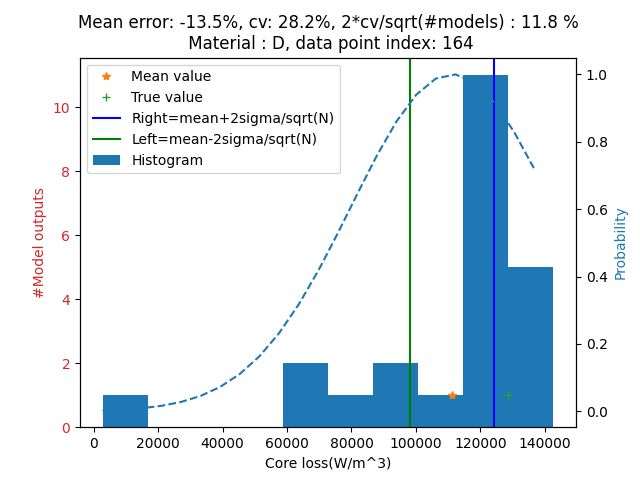 Mean error: -13.5%, cv: 28.2%, 2*cv/sqrt(#models) : 11.8 %
Material : D, data point index: 164
Mean value
True value
Right=mean+2sigma/sqrt(N)
Left=mean-2sigma/sqrt(N)
Histogram
#Model outputs
10
8
6
4
2
0
1.0
0.8
0.6
0.4
0.2
0.0
Probability
0
20000
40000
60000
80000
100000
120000
140000
Core loss(W/m^3)